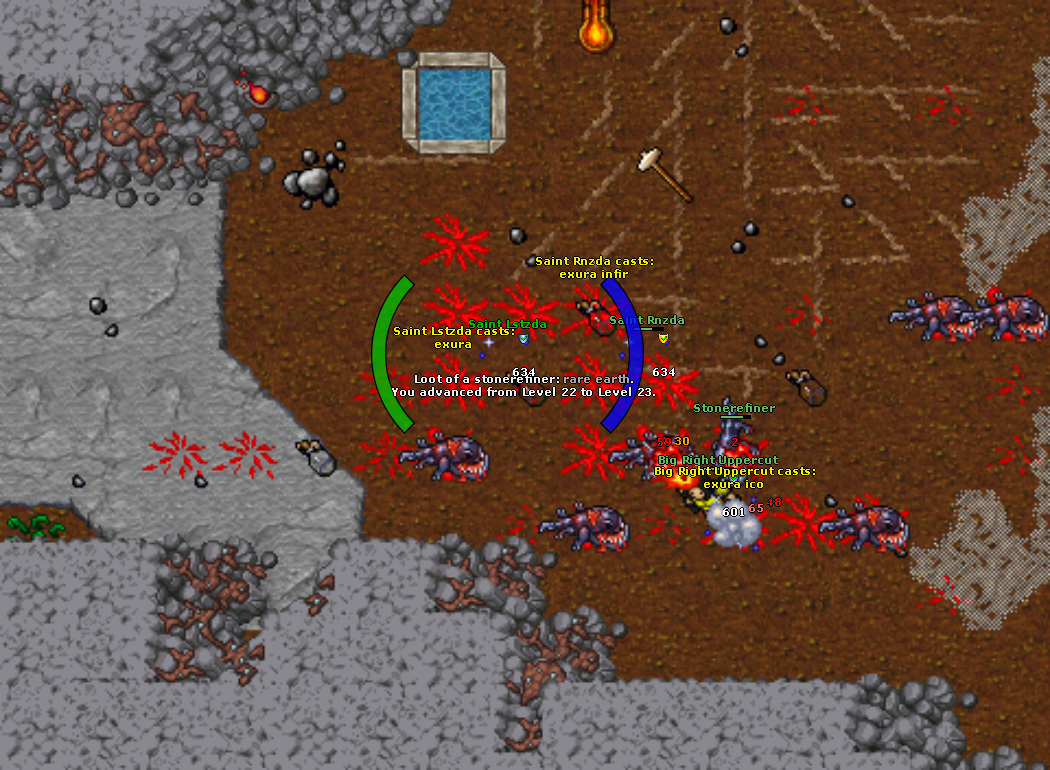 Saint Rnzda casts:
exura infir
Saint Lstzda
Saint Rnzda
Saint Lstzda casts:
exura
634
634
Loot of a stonerefiner: rare earth.
You advanced from Level 22 to Level 23.
Stonerefiner
59
30
2
Big Right Uppercut
Big Right Uppercut casts:
exura ico
601
65
48